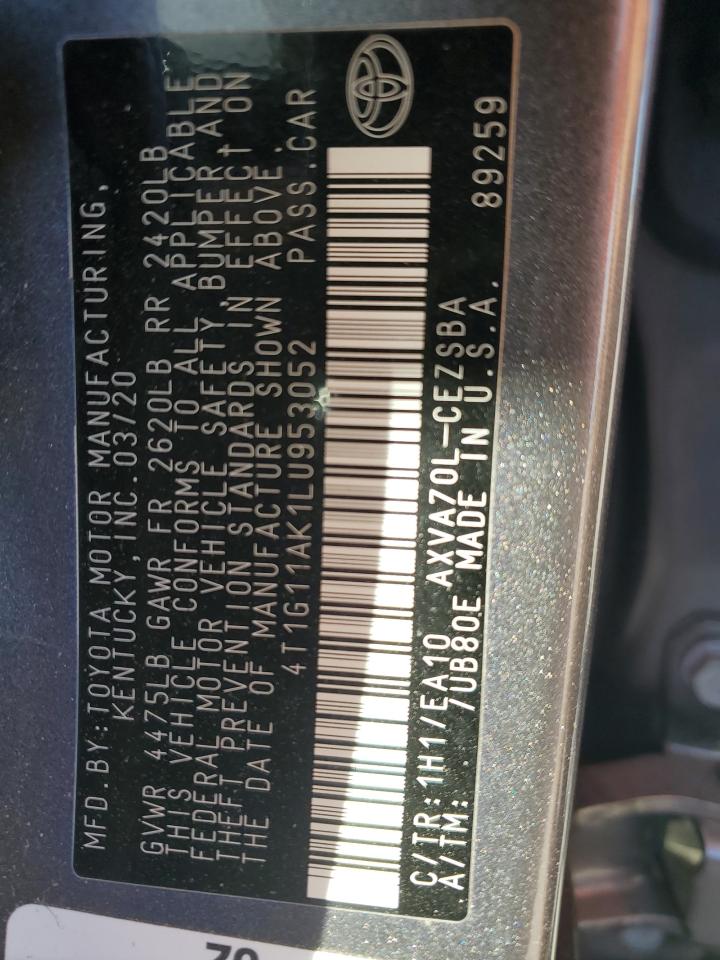 MFD.BY:TOYOTA MOTOR MANUFACTURING,
KENTUCKY,INC.03/20
GVWR 4475LB GAWR FR 2620LB RR 2420LB
THIS VEHICLE CONFORMS TO ALL APPLICABLE
FEDERAL MOTOR VEHICLE SAFETY,BUMPER,AND
THEFT PREVENTION STANDARDS IN EFFECT ON
THE DATE OF MANUFACTURE SHOWN ABOVE.
4T1G11AK1LU953052 PASS.CAR
C/TR:1H1/EA10 AXVA70L-CEZSBA
A/TM: /UB80E MADE IN U.S.A. 89259